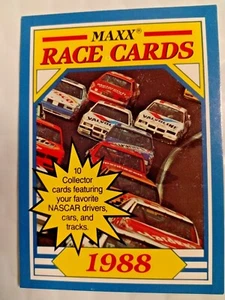 MAXX®
RACE CARDS
10
Collector
cards featuring
your favorite
NASCAR drivers,
cars, and
tracks.
1988